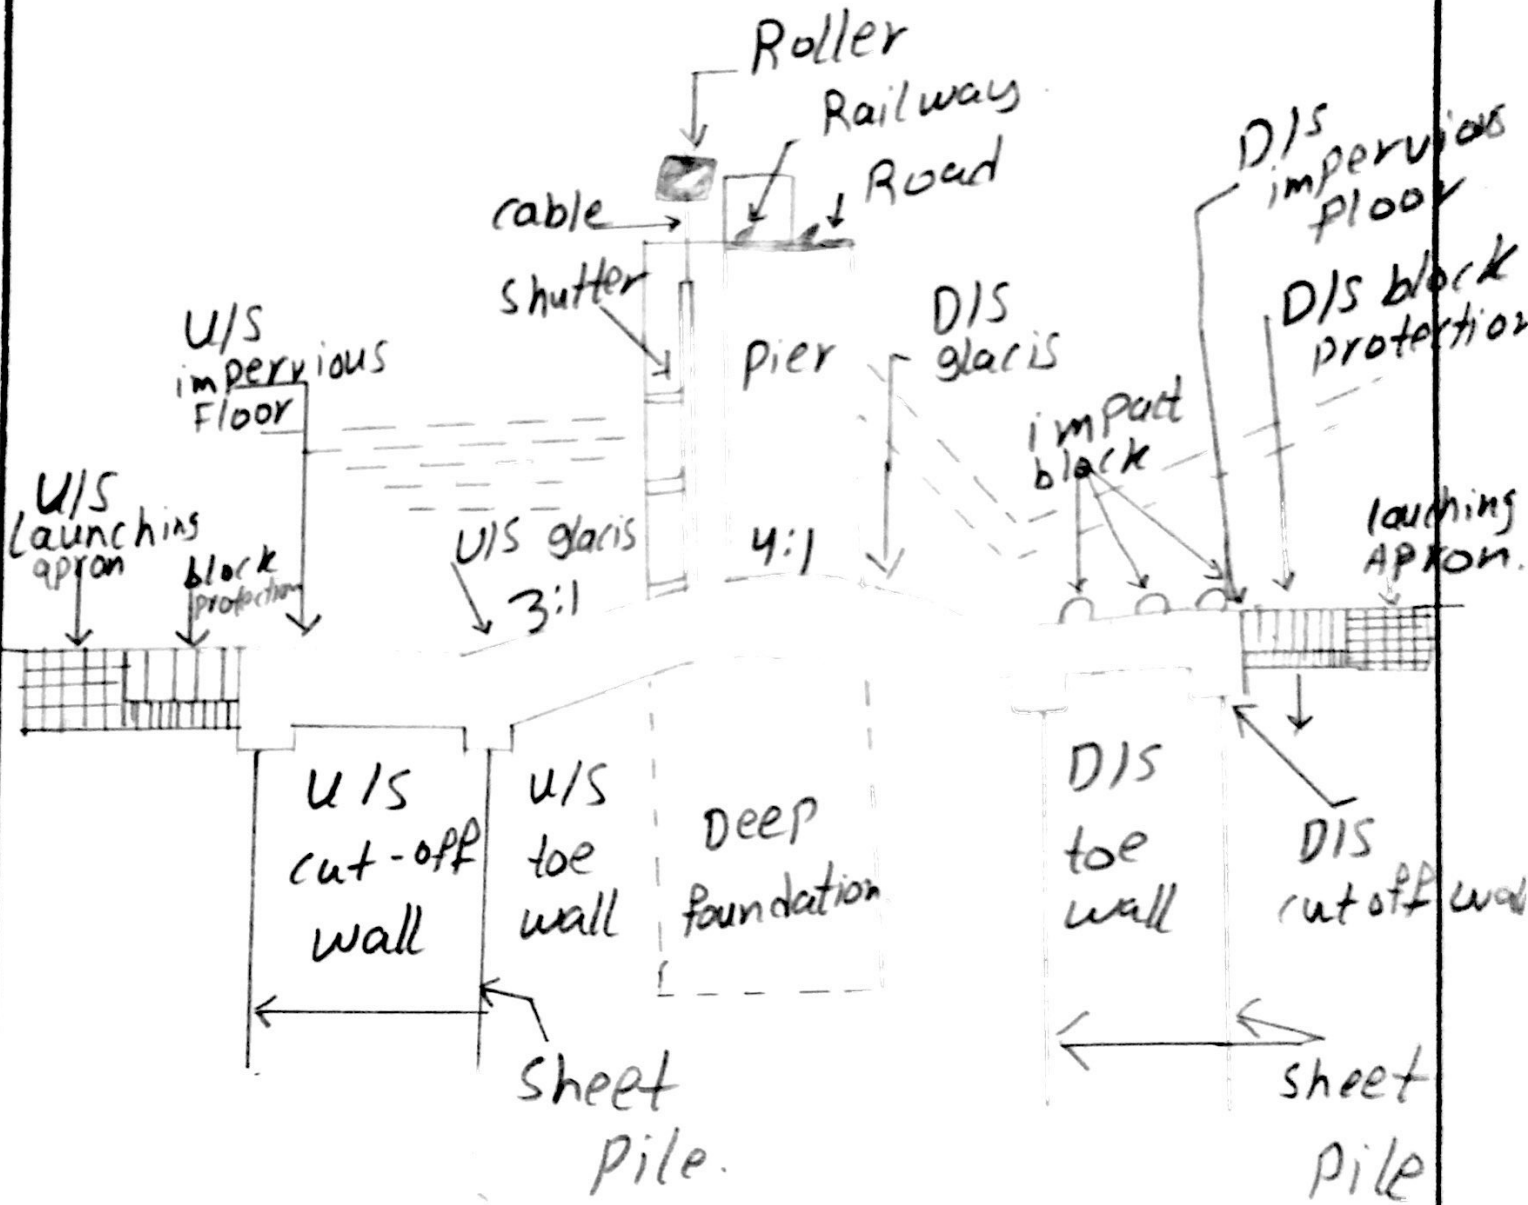 Roller
Railway
Road
cable
shutter
Pier
4:1
U/S
impervious
Floor
U/S
Launching
apron
block
protection
U/S glacis
3:1
D/S
glacis
impact
block
D/S
impervious
floor
D/S block
protection
lauching
Apron.
U/S
cut-off
wall
U/S
toe
wall
Deep
foundation
D/S
toe
wall
D/S
cutoff wall
sheet
Pile.
sheet
Pile